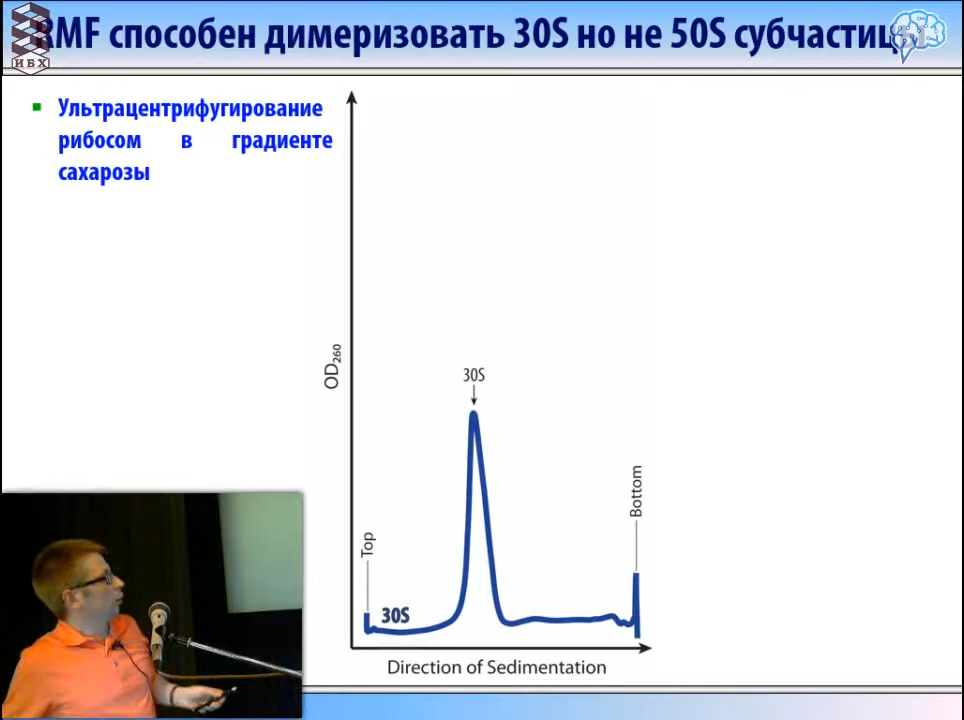 RMF способен димеризовать 30S но не 50S субчастицы
ИБХ
Ультрацентрифугирование
рибосом в градиенте
сахарозы
OD260
30S
Top
30S
Bottom
Direction of Sedimentation